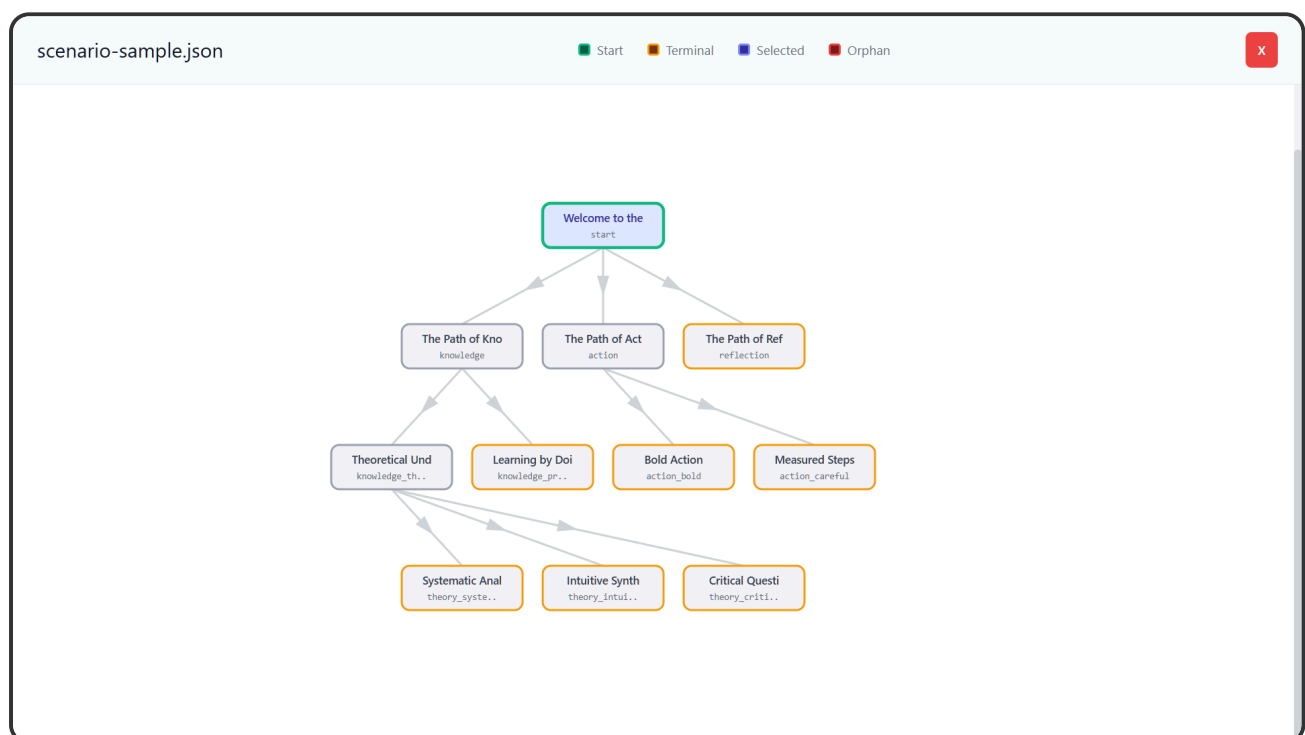 scenario-sample.json
Start
Terminal
Selected
Orphan
X
Welcome to the
start
The Path of Kno
knowledge
The Path of Act
action
The Path of Ref
reflection
Theoretical Und
knowledge_th..
Learning by Doi
knowledge_pr..
Bold Action
action_bold
Measured Steps
action_careful
Systematic Anal
theory_syste..
Intuitive Synth
theory_intui..
Critical Questi
theory_criti..